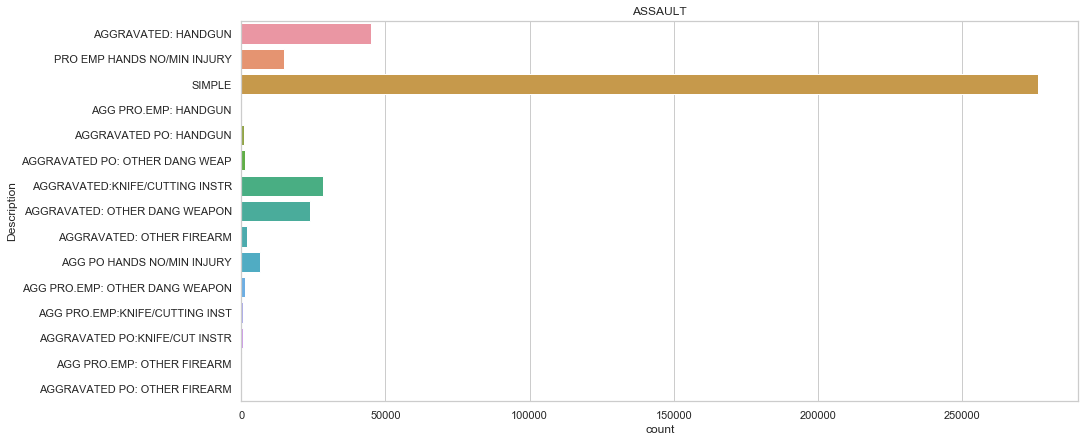 ASSAULT
AGGRAVATED: HANDGUN
PRO EMP HANDS NO/MIN INJURY
SIMPLE
AGG PRO.EMP: HANDGUN
AGGRAVATED PO: HANDGUN
AGGRAVATED PO: OTHER DANG WEAP
AGGRAVATED:KNIFE/CUTTING INSTR
AGGRAVATED: OTHER DANG WEAPON
AGGRAVATED: OTHER FIREARM
AGG PO HANDS NO/MIN INJURY
AGG PRO.EMP: OTHER DANG WEAPON
AGG PRO.EMP:KNIFE/CUTTING INST
AGGRAVATED PO:KNIFE/CUT INSTR
AGG PRO.EMP: OTHER FIREARM
AGGRAVATED PO: OTHER FIREARM
Description
0 50000 100000 150000 200000 250000
count